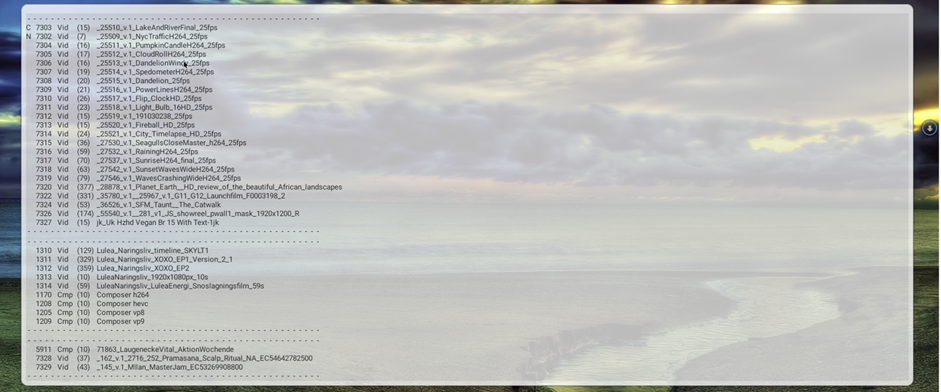 - - - - - - - - - - - - - - - - - - - - - - - - - - - - - - - - - - - - - - - - - - - - - - - - - - - - - - - - - - -
C 7303 Vid (15) _25510_v.1_LakeAndRiverFinal_25fps
N 7302 Vid (7) _25509_v.1_NycTrafficH264_25fps
7304 Vid (16) _25511_v.1_PumpkinCandleH264_25fps
7305 Vid (17) _25512_v.1_CloudRollH264_25fps
7306 Vid (16) _25513_v.1_DandelionWind_25fps
7307 Vid (19) _25514_v.1_SpedometerH264_25fps
7308 Vid (20) _25515_v.1_Dandelion_25fps
7309 Vid (21) _25516_v.1_PowerLinesH264_25fps
7310 Vid (26) _25517_v.1_Flip_ClockHD_25fps
7311 Vid (23) _25518_v.1_Light_Bulb_16HD_25fps
7312 Vid (15) _25519_v.1_191030238_25fps
7313 Vid (15) _25520_v.1_Fireball_HD_25fps
7314 Vid (24) _25521_v.1_City_Timelapse_HD_25fps
7315 Vid (36) _27530_v.1_SeagullsCloseMaster_h264_25fps
7316 Vid (59) _27532_v.1_RainingH264_25fps
7317 Vid (70) _27537_v.1_SunriseH264_final_25fps
7318 Vid (63) _27542_v.1_SunsetWavesWideH264_25fps
7319 Vid (79) _27546_v.1_WavesCrashingWideH264_25fps
7320 Vid (377) _28878_v.1_Planet_Earth__HD_review_of_the_beautiful_African_landscapes
7322 Vid (331) _35780_v.1__25967_v.1_G11_G12_Launchfilm_F0003198_2
7324 Vid (53) _36526_v.1_SFM_Taunt__The_Catwalk
7326 Vid (174) _55540_v.1__281_v1_JS_showreel_pwall1_mask_1920x1200_R
7327 Vid (15) jk_Uk Hzhd Vegan Br 15 With Text-1jk
- - - - - - - - - - - - - - - - - - - - - - - - - - - - - - - - - - - - - - - - - - - - - - - - - - - - - - - - - - -
- - - - - - - - - - - - - - - - - - - - - - - - - - - - - - - - - - - - - - - - - - - - - - - - - - - - - - - - - - -
1310 Vid (129) Lulea_Naringsliv_timeline_SKYLT1
1311 Vid (329) Lulea_Naringsliv_XOXO_EP1_Version_2_1
1312 Vid (359) Lulea_Naringsliv_XOXO_EP2
1313 Vid (10) LuleaNaringsliv_1920x1080px_10s
1314 Vid (59) LuleaNaringsliv_LuleaEnergi_Snoslagningsfilm_59s
1170 Cmp (10) Composer h264
1208 Cmp (10) Composer hevc
1205 Cmp (10) Composer vp8
1209 Cmp (10) Composer vp9
- - - - - - - - - - - - - - - - - - - - - - - - - - - - - - - - - - - - - - - - - - - - - - - - - - - - - - - - - - -
5911 Cmp (10) 71863_LaugeneckeVital_AktionWochende
7328 Vid (37) _162_v.1_2716_252_Pramasana_Scalp_Ritual_NA_EC54642782500
7329 Vid (43) _145_v.1_MIlan_MasterJam_EC53269908800
- - - - - - - - - - - - - - - - - - - - - - - - - - - - - - - - - - - - - - - - - - - - - - - - - - - - - - - - - - -